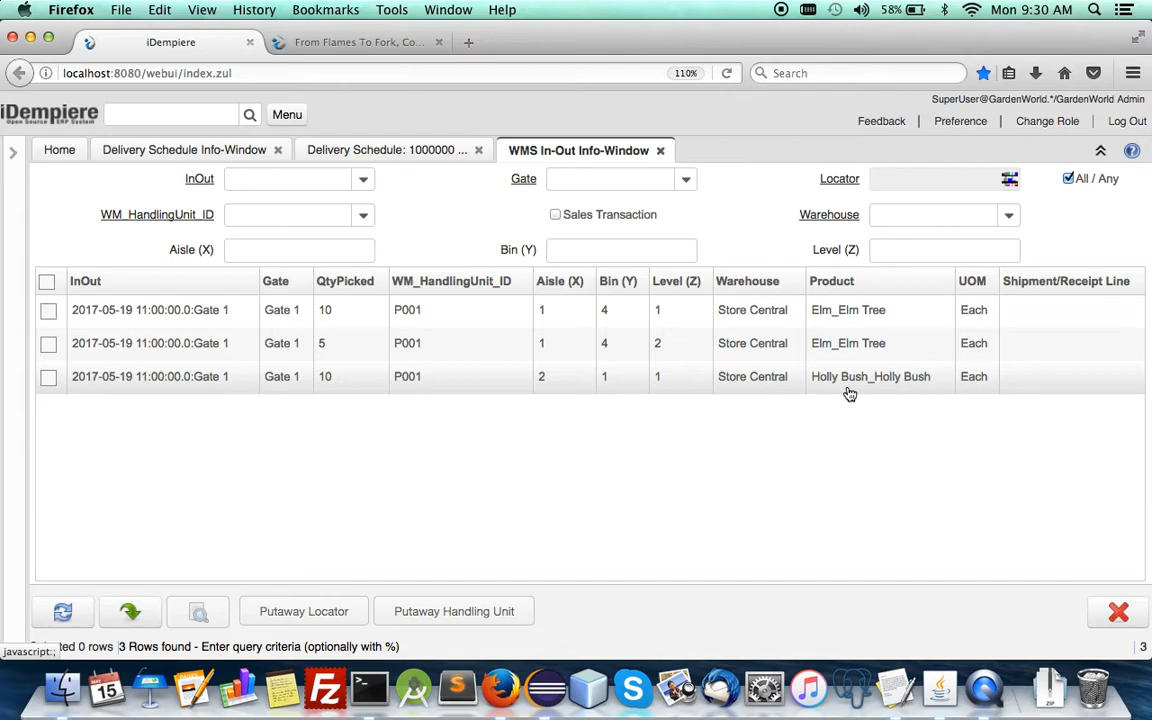 Firefox File Edit View History Bookmarks Tools Window Help 58% Mon 9:30 AM
iDempiere From Flames To Fork, Co...
localhost:8080/webui/index.zul 110% Search
SuperUser@GardenWorld.*/GardenWorld Admin
iDempiere Menu
Open Source ERP System
Feedback Preference Change Role Log Out
Home Delivery Schedule Info-Window Delivery Schedule: 1000000 ... WMS In-Out Info-Window
InOut Gate Locator All / Any
WM_HandlingUnit_ID Sales Transaction Warehouse
Aisle (X) Bin (Y) Level (Z)
InOut Gate QtyPicked WM_HandlingUnit_ID Aisle (X) Bin (Y) Level (Z) Warehouse Product UOM Shipment/Receipt Line
2017-05-19 11:00:00.0:Gate 1 Gate 1 10 P001 1 4 1 Store Central Elm_Elm Tree Each
2017-05-19 11:00:00.0:Gate 1 Gate 1 5 P001 1 4 2 Store Central Elm_Elm Tree Each
2017-05-19 11:00:00.0:Gate 1 Gate 1 10 P001 2 1 1 Store Central Holly Bush_Holly Bush Each
Putaway Locator Putaway Handling Unit
0 rows 3 Rows found - Enter query criteria (optionally with %) 3
javascript:;
15
ZIP